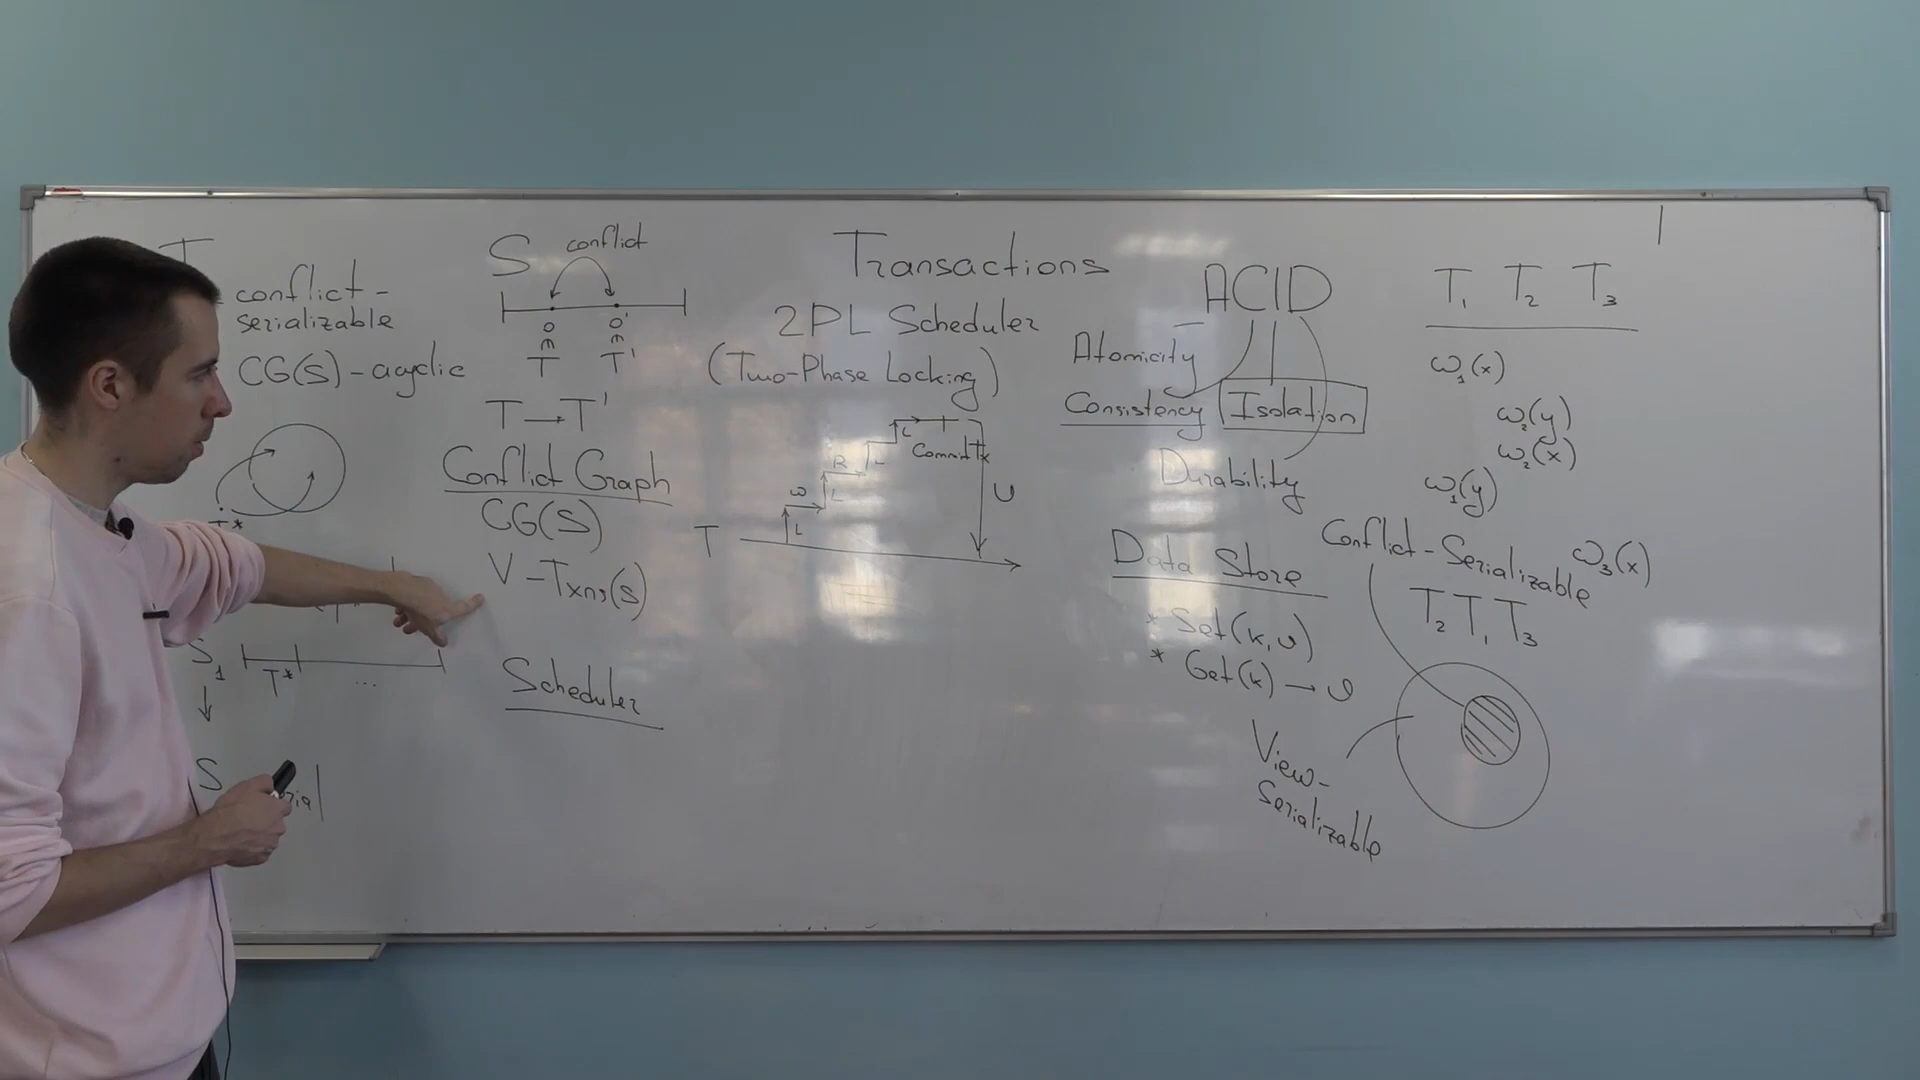 T
conflict-
serializable
CG(S) - acyclic
T*
S₁
T* ...
S
S conflict
o o'
∈ ∈
T T'
T → T'
Conflict Graph
CG(S)
V - Txns(S)
Scheduler
Transactions
2PL Scheduler
(Two-Phase Locking)
L
Commit Tx
R
L
ω
L
U
T
L
ACID
Atomicity
Consistency Isolation
Durability
Data Store
* Set(k, v)
* Get(k) → v
T₁ T₂ T₃
ω₁(x)
ω₂(y)
ω₂(x)
ω₁(y)
Conflict-Serializable
ω₃(x)
T₂ T₁ T₃
View-
Serializable